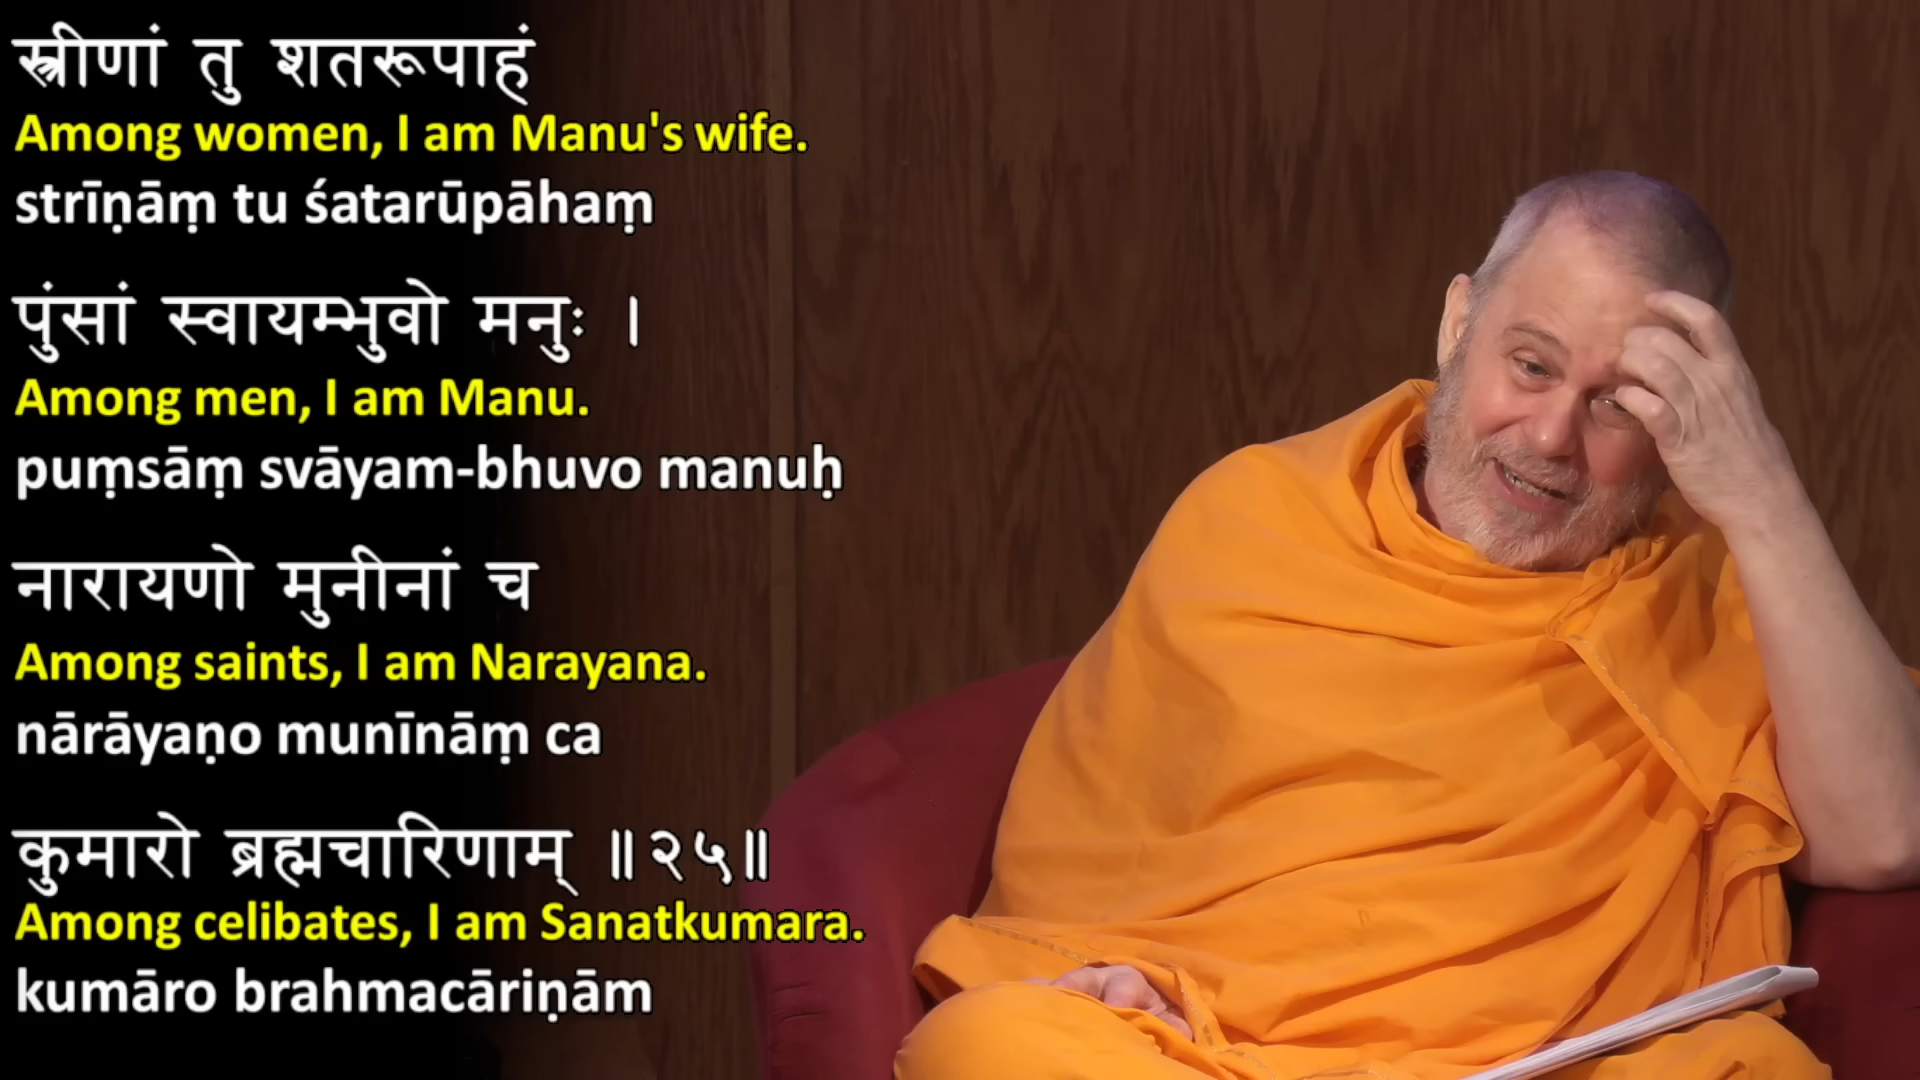 स्त्रीणां तु शतरूपाहं
Among women, I am Manu's wife.
strīṇāṃ tu śatarūpāhaṃ
पुंसां स्वायम्भुवो मनुः ।
Among men, I am Manu.
puṃsāṃ svāyam-bhuvo manuḥ
नारायणो मुनीनां च
Among saints, I am Narayana.
nārāyaṇo munīnāṃ ca
कुमारो ब्रह्मचारिणाम् ॥२५॥
Among celibates, I am Sanatkumara.
kumāro brahmacāriṇām